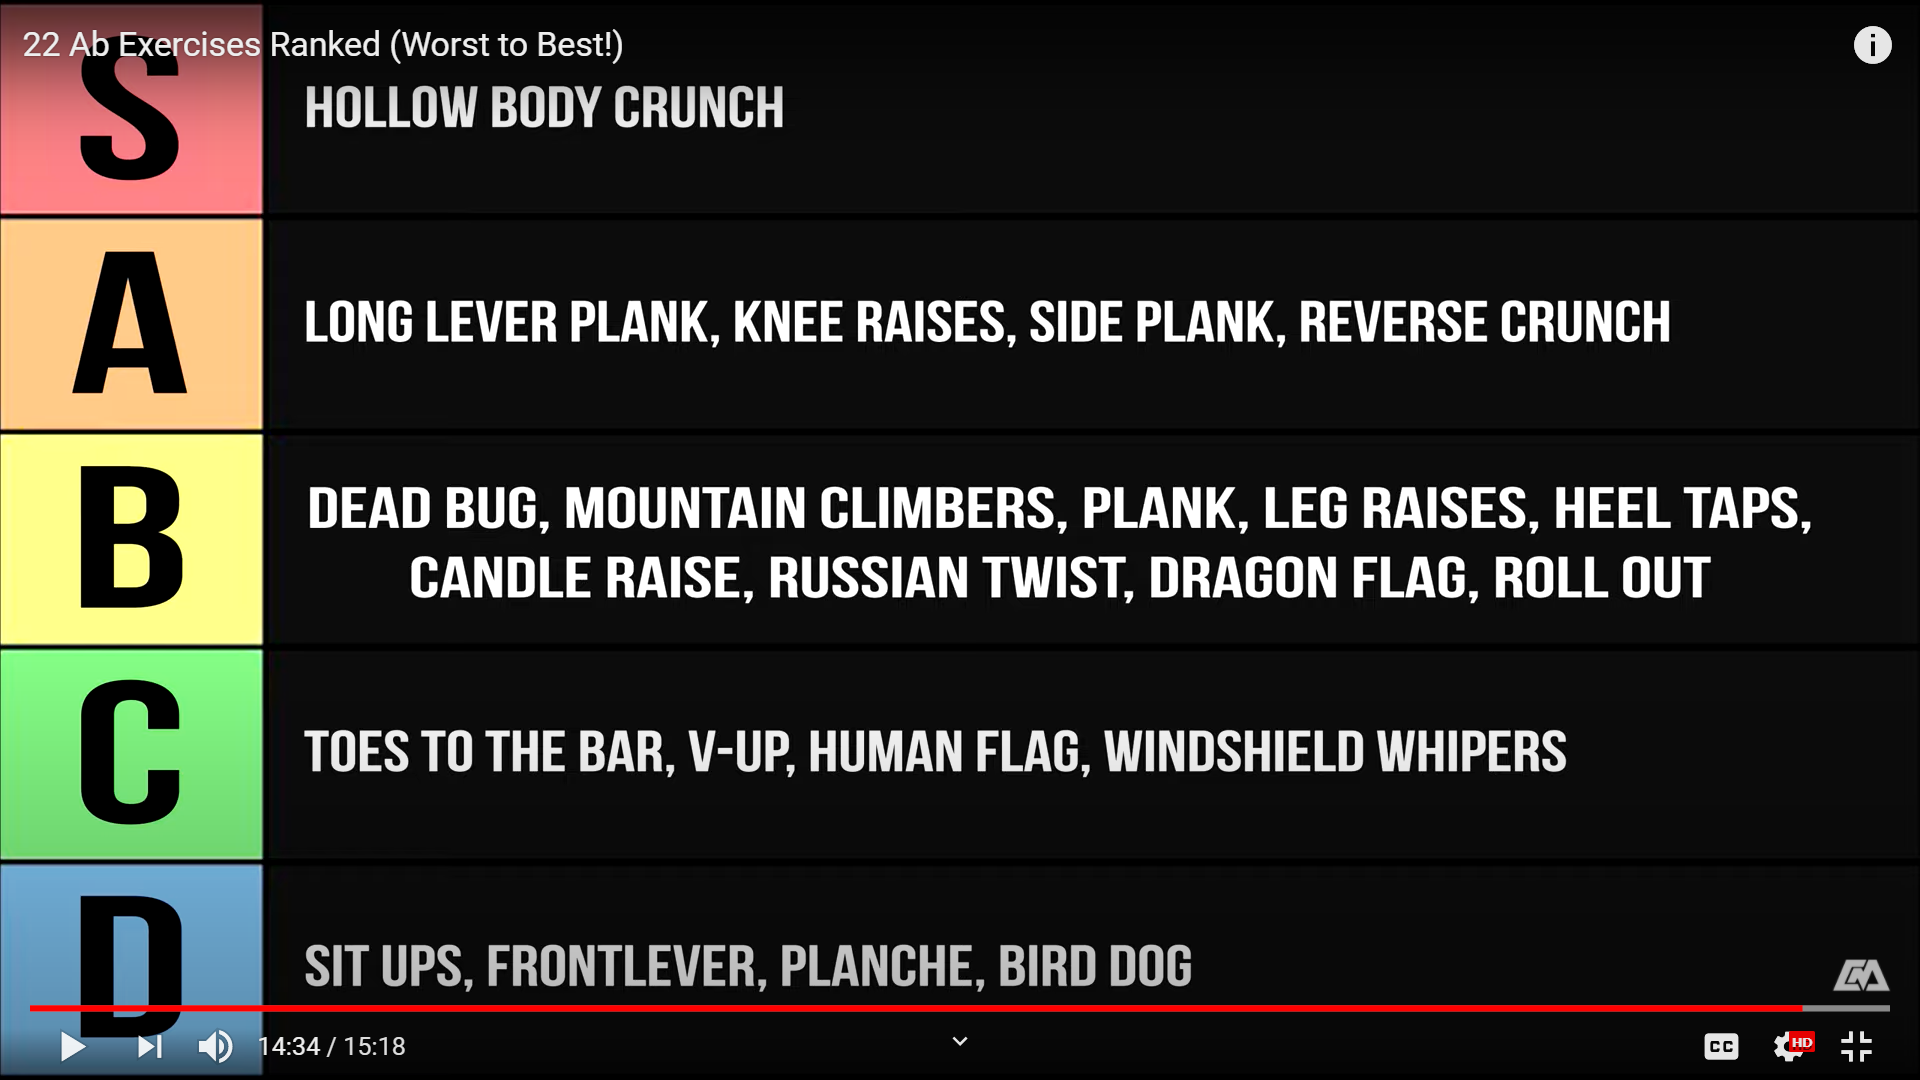 22 Ab Exercises Ranked (Worst to Best!)
S
HOLLOW BODY CRUNCH
A
LONG LEVER PLANK, KNEE RAISES, SIDE PLANK, REVERSE CRUNCH
B
DEAD BUG, MOUNTAIN CLIMBERS, PLANK, LEG RAISES, HEEL TAPS,
CANDLE RAISE, RUSSIAN TWIST, DRAGON FLAG, ROLL OUT
C
TOES TO THE BAR, V-UP, HUMAN FLAG, WINDSHIELD WHIPERS
D
SIT UPS, FRONTLEVER, PLANCHE, BIRD DOG
14:34 / 15:18
CC
HD